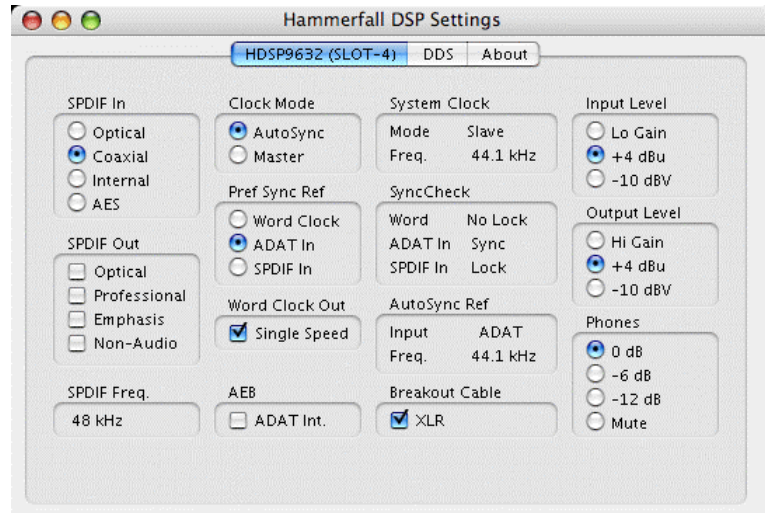 Hammerfall DSP Settings
HDSP9632 (SLOT-4) DDS About
SPDIF In
Optical
Coaxial
Internal
AES
SPDIF Out
Optical
Professional
Emphasis
Non-Audio
SPDIF Freq.
48 kHz
Clock Mode
AutoSync
Master
Pref Sync Ref
Word Clock
ADAT In
SPDIF In
Word Clock Out
Single Speed
AEB
ADAT Int.
System Clock
Mode Slave
Freq. 44.1 kHz
SyncCheck
Word No Lock
ADAT In Sync
SPDIF In Lock
AutoSync Ref
Input ADAT
Freq. 44.1 kHz
Breakout Cable
XLR
Input Level
Lo Gain
+4 dBu
-10 dBV
Output Level
Hi Gain
+4 dBu
-10 dBV
Phones
0 dB
-6 dB
-12 dB
Mute